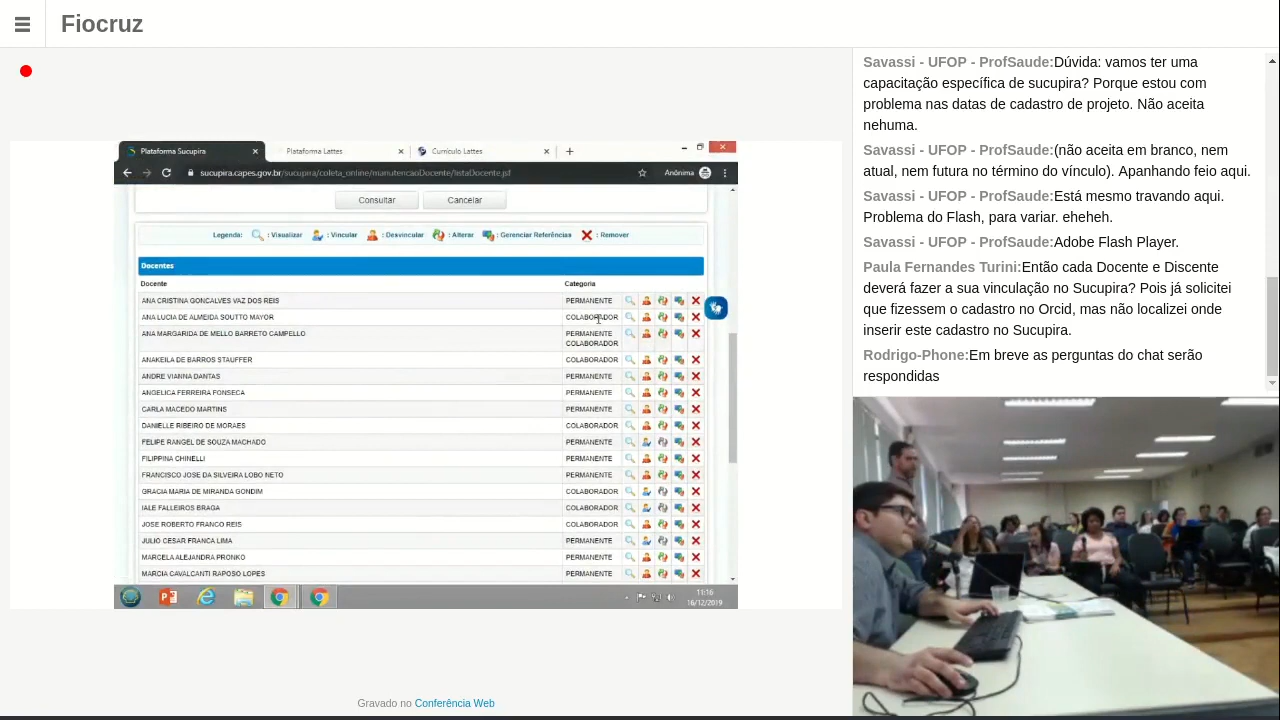 Fiocruz
Plataforma Sucupira
Plataforma Lattes
Currículo Lattes
sucupira.capes.gov.br/sucupira/coleta_online/manutencaoDocente/listaDocente.jsf
Anônima
Consultar
Cancelar
Legenda: : Visualizar : Vincular : Desvincular : Alterar : Gerenciar Referências : Remover
Docentes
Docente Categoria
ANA CRISTINA GONCALVES VAZ DOS REIS PERMANENTE
ANA LUCIA DE ALMEIDA SOUTTO MAYOR COLABORADOR
ANA MARGARIDA DE MELLO BARRETO CAMPELLO PERMANENTE
COLABORADOR
ANAKEILA DE BARROS STAUFFER COLABORADOR
ANDRE VIANNA DANTAS PERMANENTE
ANGELICA FERREIRA FONSECA PERMANENTE
CARLA MACEDO MARTINS PERMANENTE
DANIELLE RIBEIRO DE MORAES COLABORADOR
FELIPE RANGEL DE SOUZA MACHADO PERMANENTE
FILIPPINA CHINELLI PERMANENTE
FRANCISCO JOSE DA SILVEIRA LOBO NETO PERMANENTE
GRACIA MARIA DE MIRANDA GONDIM COLABORADOR
IALE FALLEIROS BRAGA COLABORADOR
JOSE ROBERTO FRANCO REIS COLABORADOR
JULIO CESAR FRANCA LIMA PERMANENTE
MARCELA ALEJANDRA PRONKO PERMANENTE
MARCIA CAVALCANTI RAPOSO LOPES PERMANENTE
11:16
16/12/2019
Gravado no Conferência Web
Savassi - UFOP - ProfSaude:Dúvida: vamos ter uma
capacitação específica de sucupira? Porque estou com
problema nas datas de cadastro de projeto. Não aceita
nehuma.
Savassi - UFOP - ProfSaude:(não aceita em branco, nem
atual, nem futura no término do vínculo). Apanhando feio aqui.
Savassi - UFOP - ProfSaude:Está mesmo travando aqui.
Problema do Flash, para variar. eheheh.
Savassi - UFOP - ProfSaude:Adobe Flash Player.
Paula Fernandes Turini:Então cada Docente e Discente
deverá fazer a sua vinculação no Sucupira? Pois já solicitei
que fizessem o cadastro no Orcid, mas não localizei onde
inserir este cadastro no Sucupira.
Rodrigo-Phone:Em breve as perguntas do chat serão
respondidas